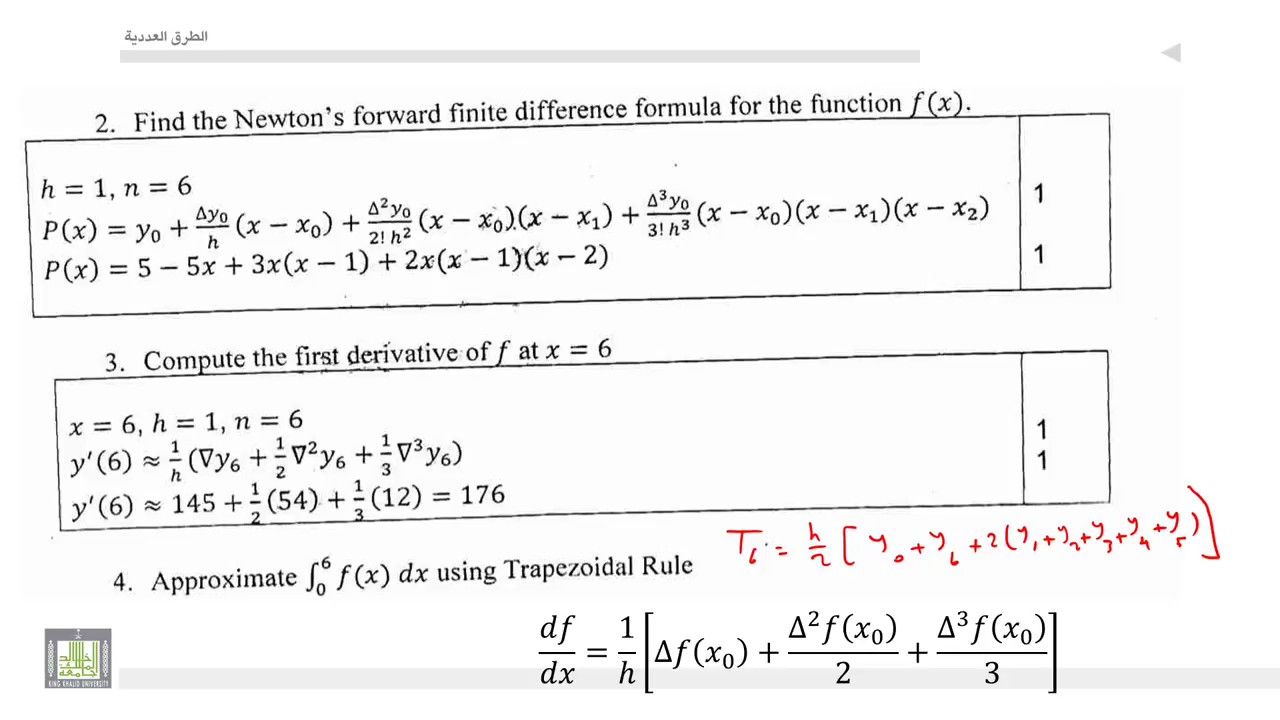 الطرق العددية
2. Find the Newton's forward finite difference formula for the function f(x).
h = 1, n = 6
P(x) = y₀ + Δy₀/h (x − x₀) + Δ²y₀/2! h² (x − x₀)(x − x₁) + Δ³y₀/3! h³ (x − x₀)(x − x₁)(x − x₂) 1
P(x) = 5 − 5x + 3x(x − 1) + 2x(x − 1)(x − 2) 1
3. Compute the first derivative of f at x = 6
x = 6, h = 1, n = 6
y′(6) ≈ 1/h (∇y₆ + 1/2 ∇²y₆ + 1/3 ∇³y₆) 1
y′(6) ≈ 145 + 1/2 (54) + 1/3 (12) = 176 1
T₆ = h/2 [y₀ + y₆ + 2(y₁ + y₂ + y₃ + y₄ + y₅)]
4. Approximate ∫₀⁶ f(x) dx using Trapezoidal Rule
df/dx = 1/h [Δf(x₀) + Δ²f(x₀)/2 + Δ³f(x₀)/3]
KING KHALID UNIVERSITY